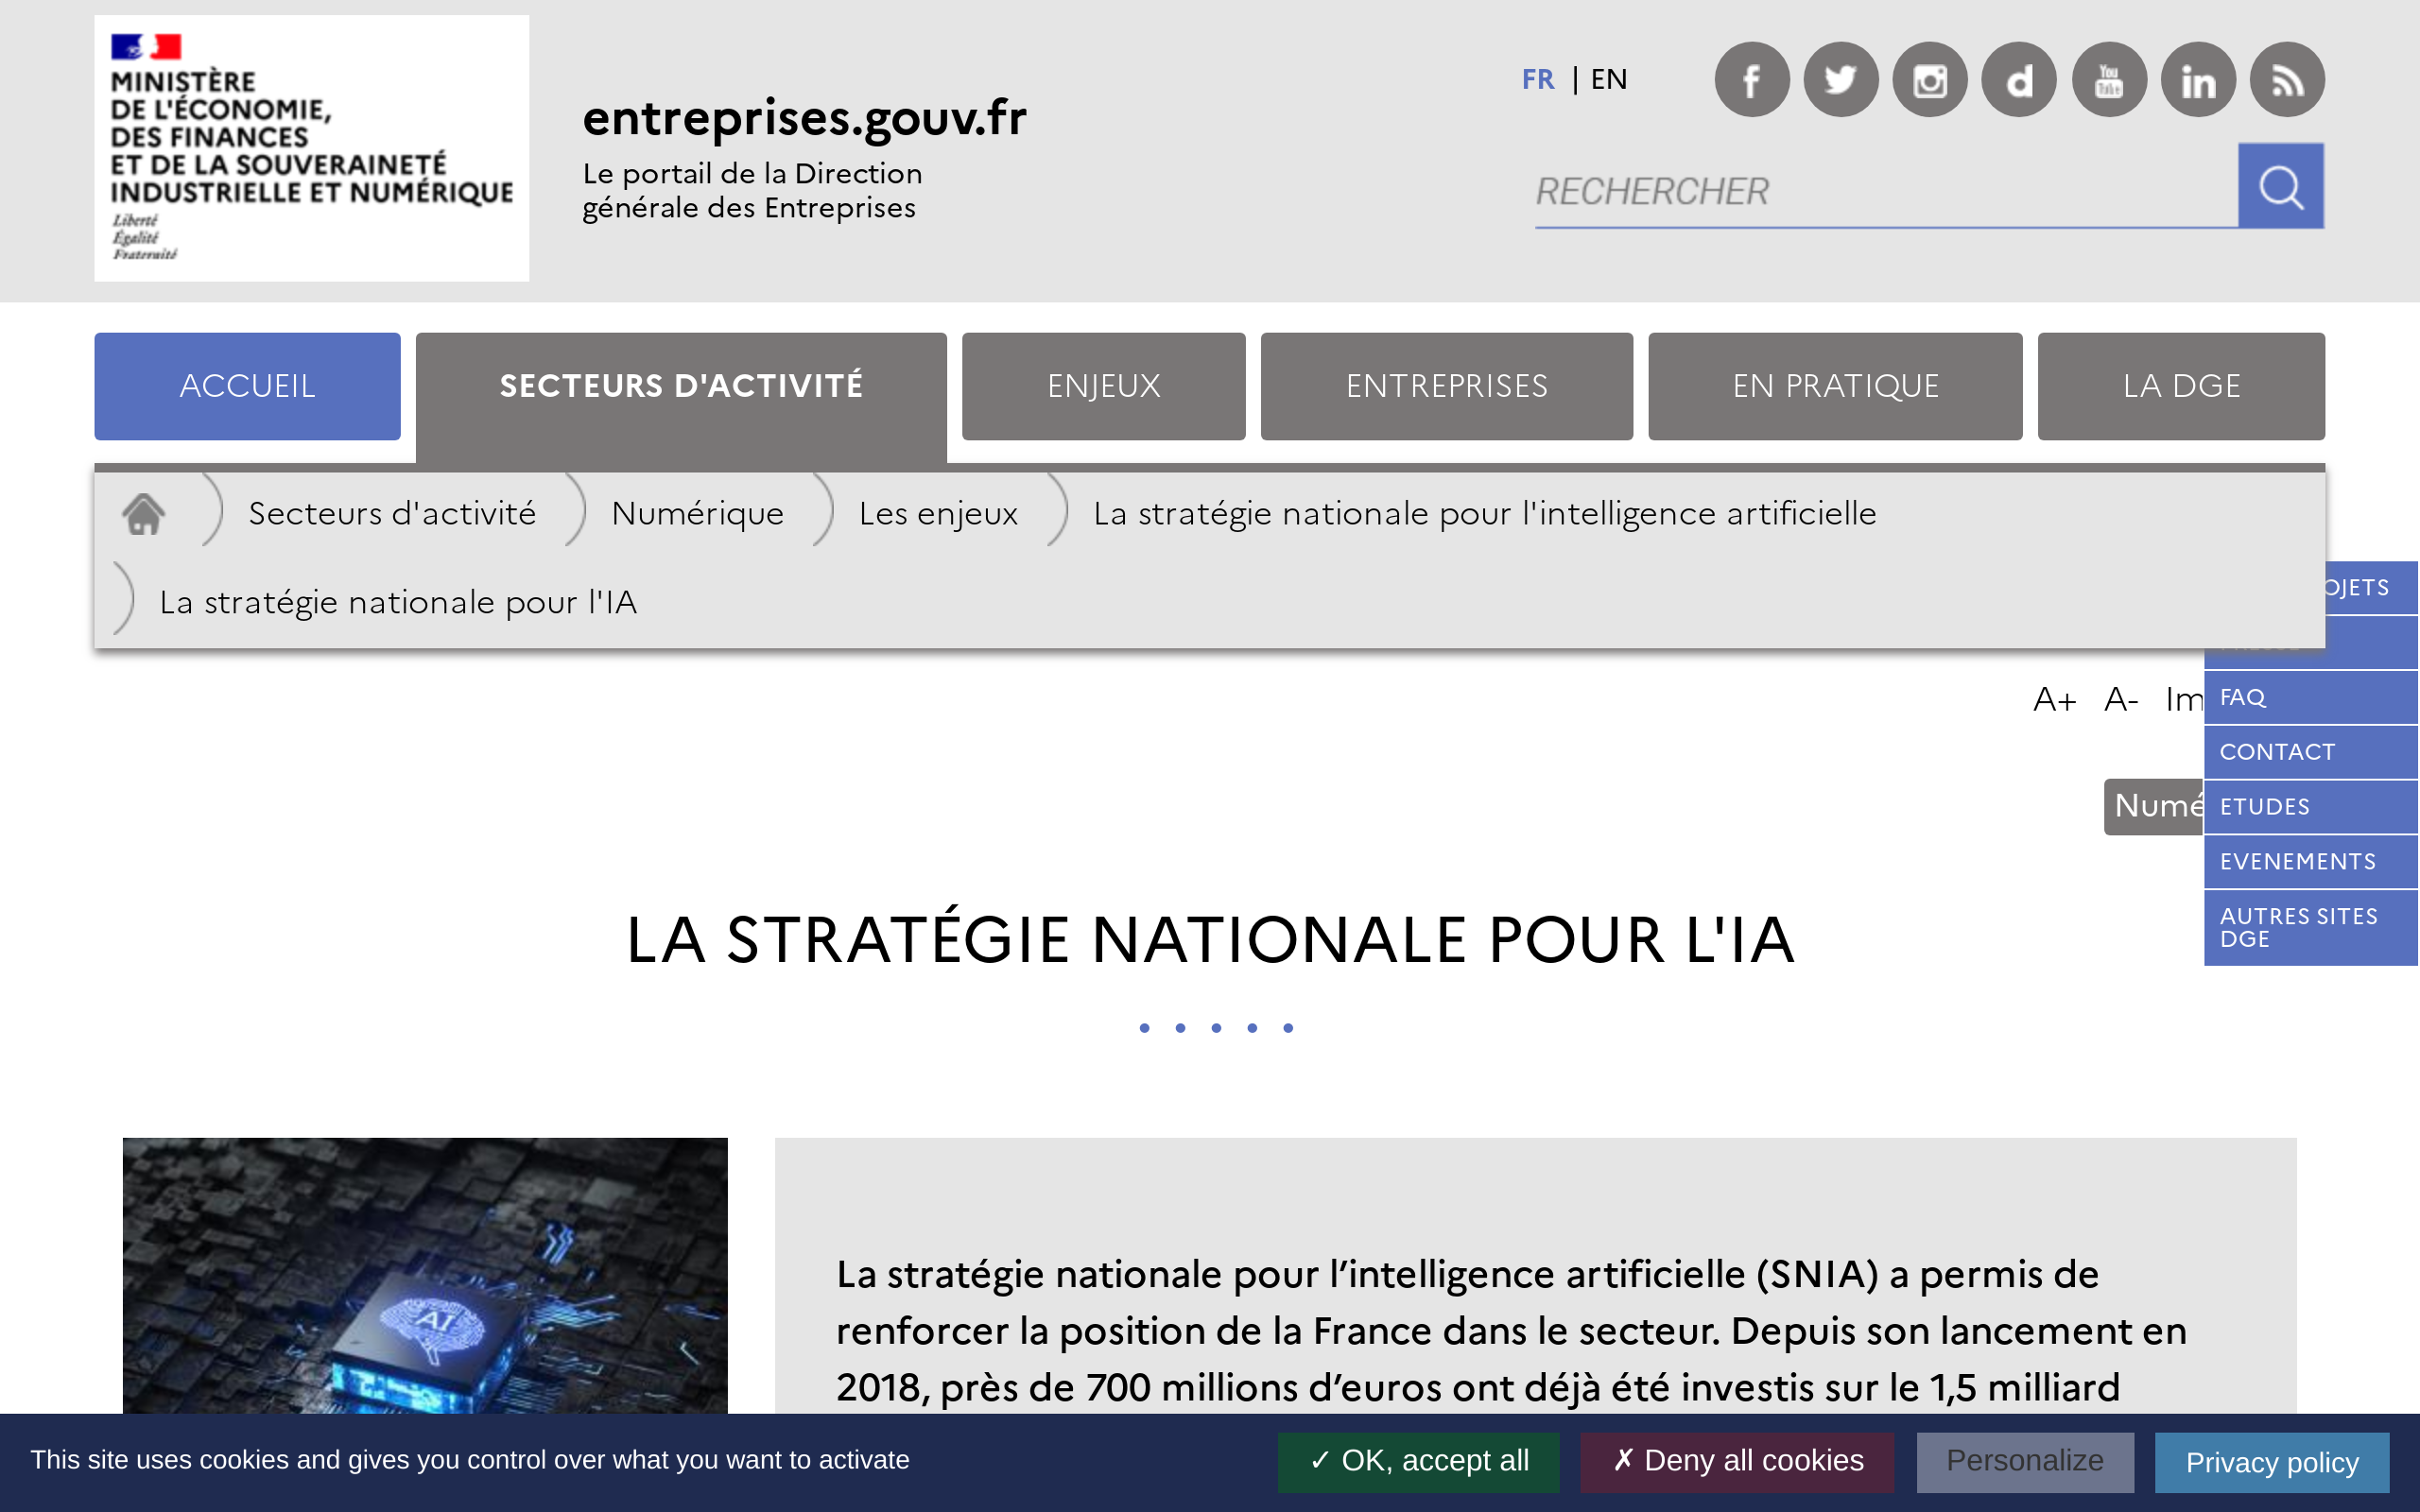 MINISTÈRE
DE L'ÉCONOMIE,
DES FINANCES
ET DE LA SOUVERAINETÉ
INDUSTRIELLE ET NUMÉRIQUE
Liberté
Égalité
Fraternité
entreprises.gouv.fr
Le portail de la Direction
générale des Entreprises
FR | EN
You
Tube
RECHERCHER
ACCUEIL
SECTEURS D'ACTIVITÉ
ENJEUX
ENTREPRISES
EN PRATIQUE
LA DGE
Secteurs d'activité
Numérique
Les enjeux
La stratégie nationale pour l'intelligence artificielle
La stratégie nationale pour l'IA
OJETS
A+ A- Im
FAQ
CONTACT
Numé
ETUDES
EVENEMENTS
AUTRES SITES
DGE
LA STRATÉGIE NATIONALE POUR L'IA
AI
La stratégie nationale pour l’intelligence artificielle (SNIA) a permis de
renforcer la position de la France dans le secteur. Depuis son lancement en
2018, près de 700 millions d’euros ont déjà été investis sur le 1,5 milliard
This site uses cookies and gives you control over what you want to activate
✓ OK, accept all
✗ Deny all cookies
Personalize
Privacy policy